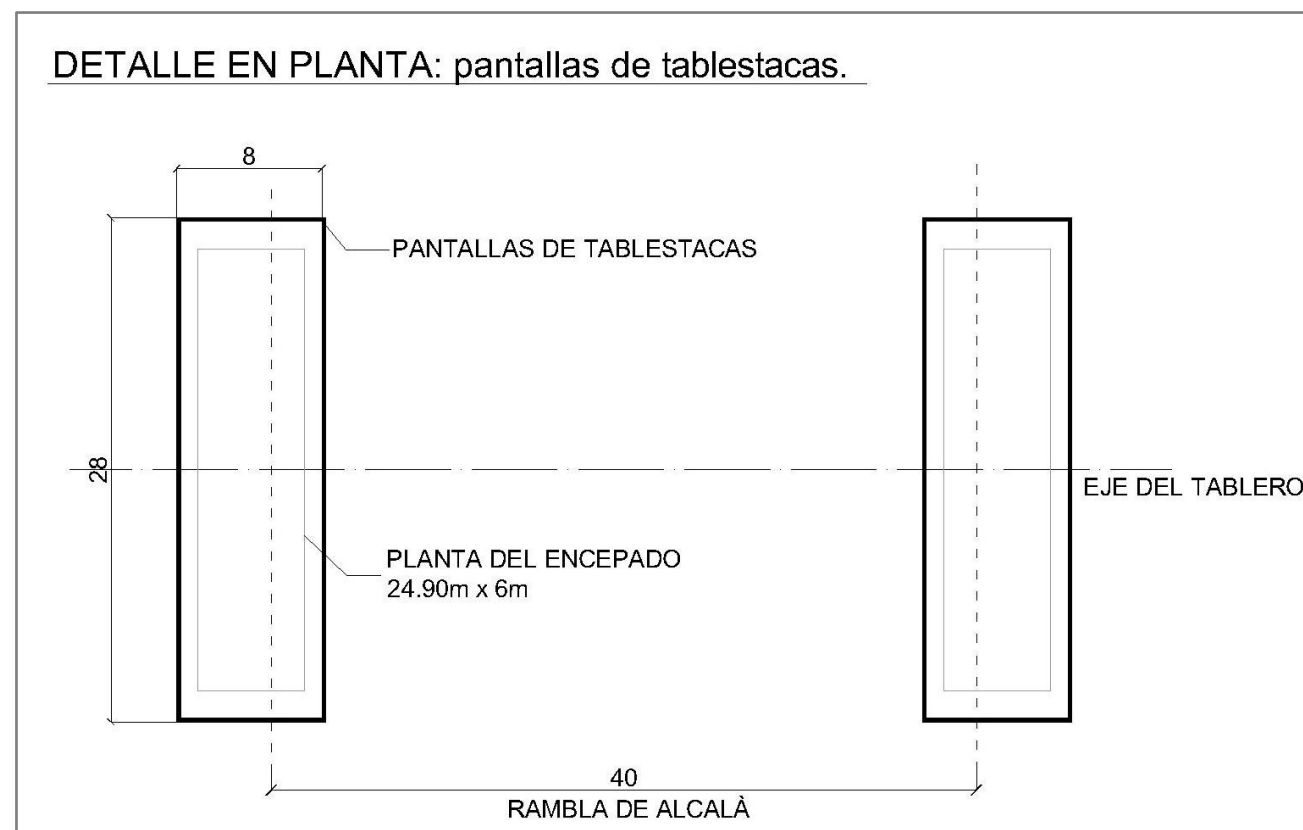 DETALLE EN PLANTA: pantallas de tablestacas.
8
PANTALLAS DE TABLESTACAS
28
EJE DEL TABLERO
PLANTA DEL ENCEPADO
24.90m x 6m
40
RAMBLA DE ALCALÀ